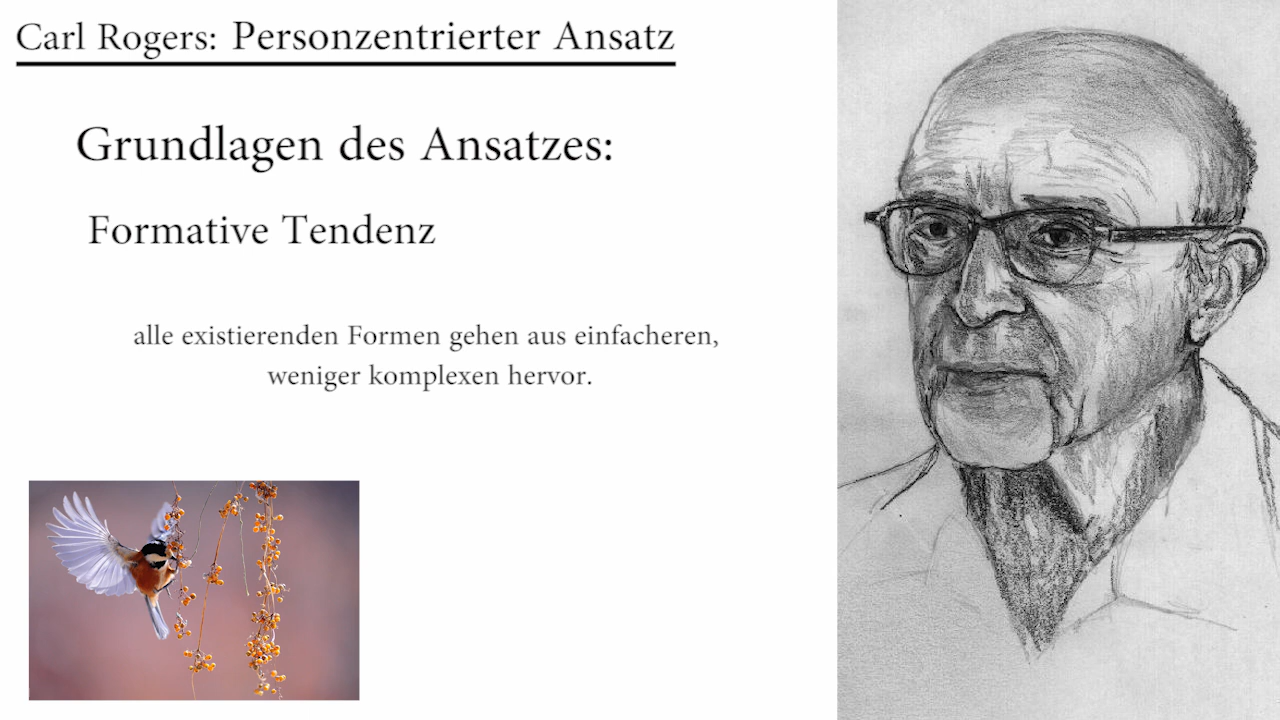 Carl Rogers: Personzentrierter Ansatz
Grundlagen des Ansatzes:
Formative Tendenz
alle existierenden Formen gehen aus einfacheren,
weniger komplexen hervor.